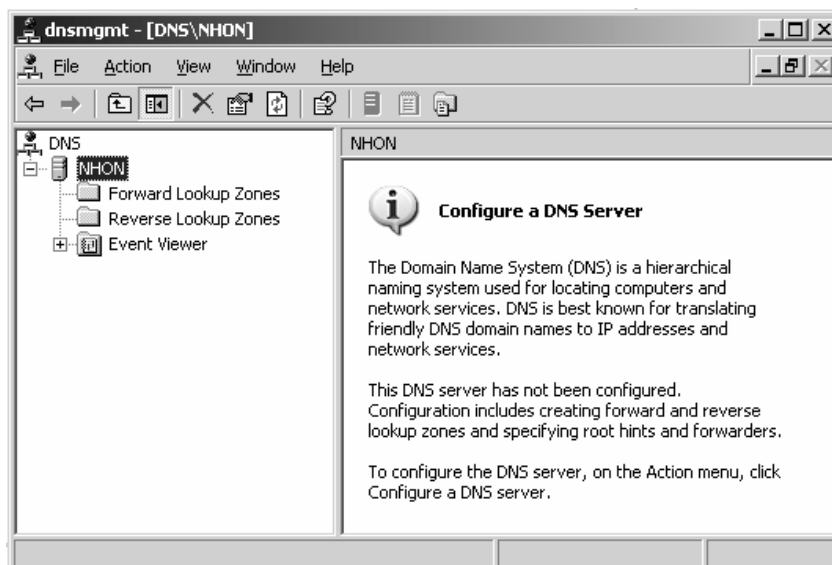 dnsmgmt - [DNS\NHON]
File Action View Window Help
DNS
NHON
Forward Lookup Zones
Reverse Lookup Zones
Event Viewer
NHON
Configure a DNS Server
The Domain Name System (DNS) is a hierarchical
naming system used for locating computers and
network services. DNS is best known for translating
friendly DNS domain names to IP addresses and
network services.
This DNS server has not been configured.
Configuration includes creating forward and reverse
lookup zones and specifying root hints and forwarders.
To configure the DNS server, on the Action menu, click
Configure a DNS server.